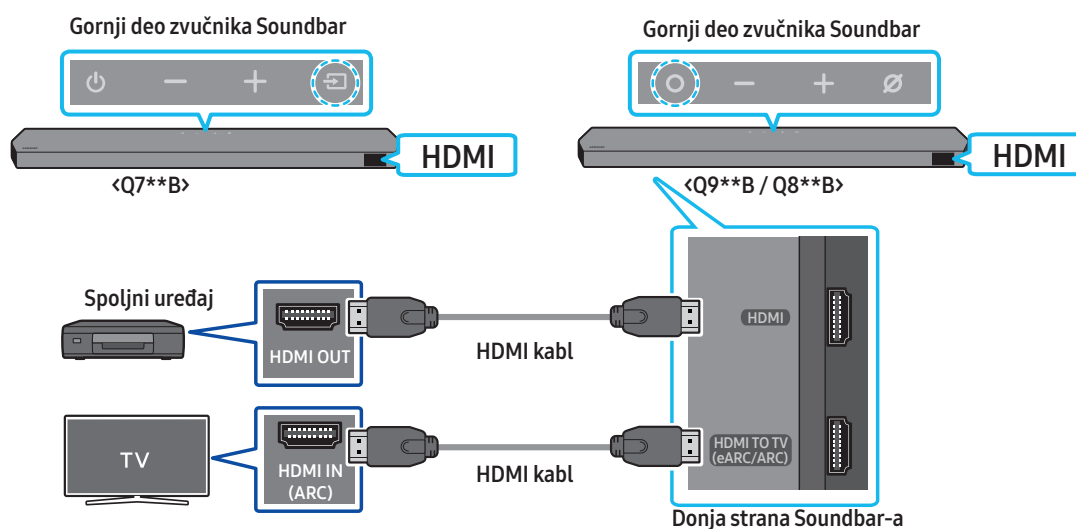 Gornji deo zvučnika Soundbar
HDMI
<Q7**B>
Gornji deo zvučnika Soundbar
HDMI
<Q9**B / Q8**B>
Spoljni uređaj
HDMI OUT
HDMI kabl
HDMI
TV
HDMI IN
(ARC)
HDMI kabl
HDMI TO TV
(eARC/ARC)
Donja strana Soundbar-a